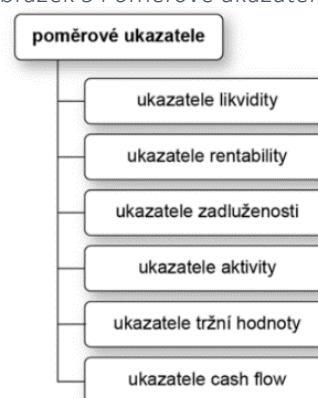 poměrové ukazatele
ukazatele likvidity
ukazatele rentability
ukazatele zadluženosti
ukazatele aktivity
ukazatele tržní hodnoty
ukazatele cash flow